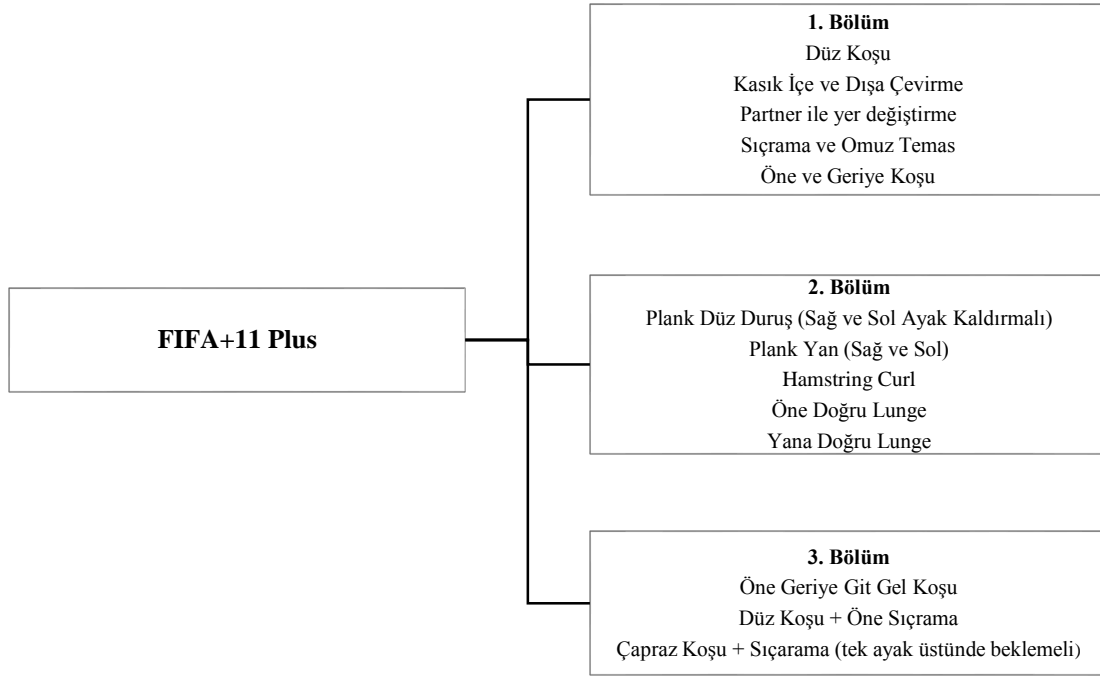 FIFA+11 Plus
1. Bölüm
Düz Koşu
Kasık İçe ve Dışa Çevirme
Partner ile yer değiştirme
Sıçrama ve Omuz Temas
Öne ve Geriye Koşu
2. Bölüm
Plank Düz Duruş (Sağ ve Sol Ayak Kaldırmalı)
Plank Yan (Sağ ve Sol)
Hamstring Curl
Öne Doğru Lunge
Yana Doğru Lunge
3. Bölüm
Öne Geriye Git Gel Koşu
Düz Koşu + Öne Sıçrama
Çapraz Koşu + Sıçarama (tek ayak üstünde beklemeli)